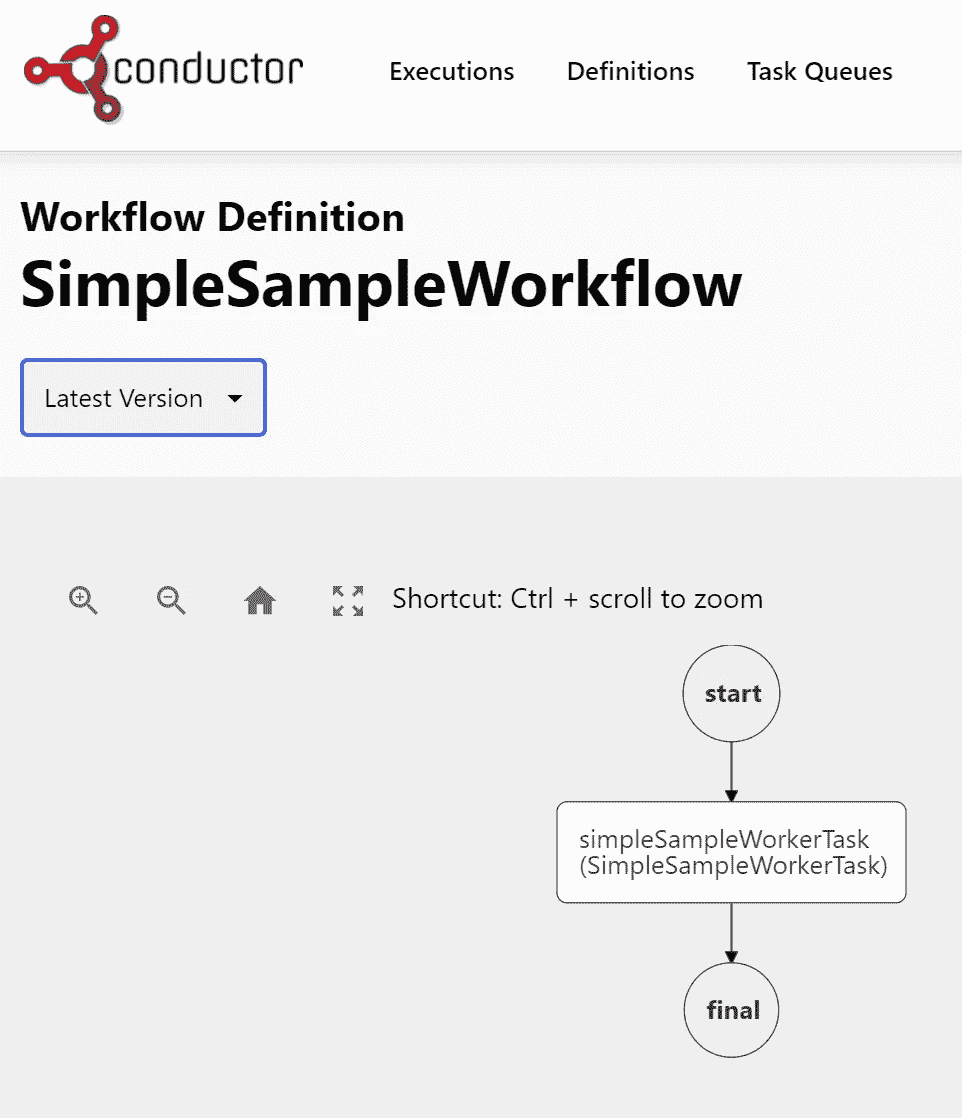 conductor
Executions Definitions Task Queues
Workflow Definition
SimpleSampleWorkflow
Latest Version
Shortcut: Ctrl + scroll to zoom
start
simpleSampleWorkerTask
(SimpleSampleWorkerTask)
final